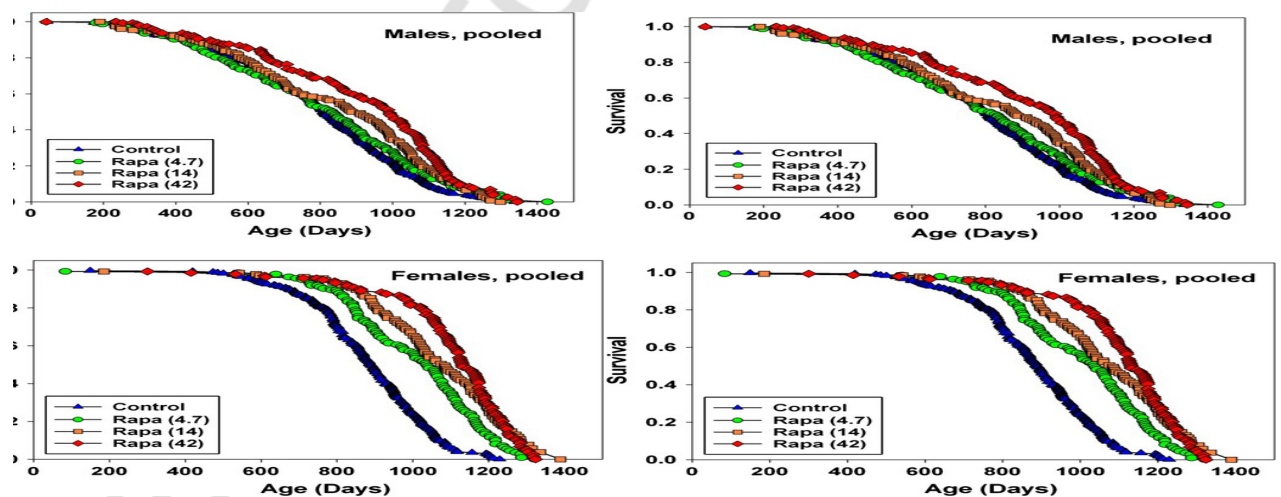 Males, pooled
Control
Rapa (4.7)
Rapa (14)
Rapa (42)
0 200 400 600 800 1000 1200 1400
Age (Days)
Males, pooled
1.0
0.8
0.6
0.4
0.2
0.0
Survival
Control
Rapa (4.7)
Rapa (14)
Rapa (42)
0 200 400 600 800 1000 1200 1400
Age (Days)
Females, pooled
Control
Rapa (4.7)
Rapa (14)
Rapa (42)
0 200 400 600 800 1000 1200 1400
Age (Days)
Females, pooled
1.0
0.8
0.6
0.4
0.2
0.0
Survival
Control
Rapa (4.7)
Rapa (14)
Rapa (42)
0 200 400 600 800 1000 1200 1400
Age (Days)